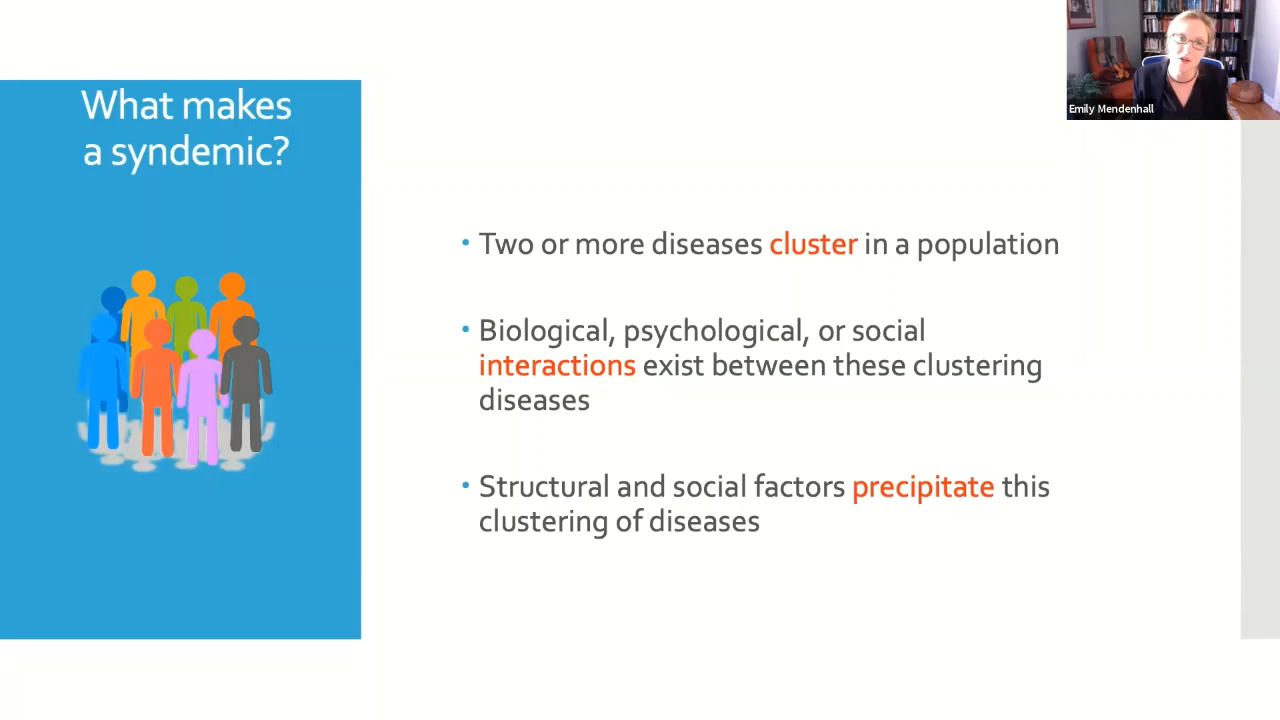 What makes
a syndemic?
Emily Mendenhall
• Two or more diseases cluster in a population
• Biological, psychological, or social
interactions exist between these clustering
diseases
• Structural and social factors precipitate this
clustering of diseases